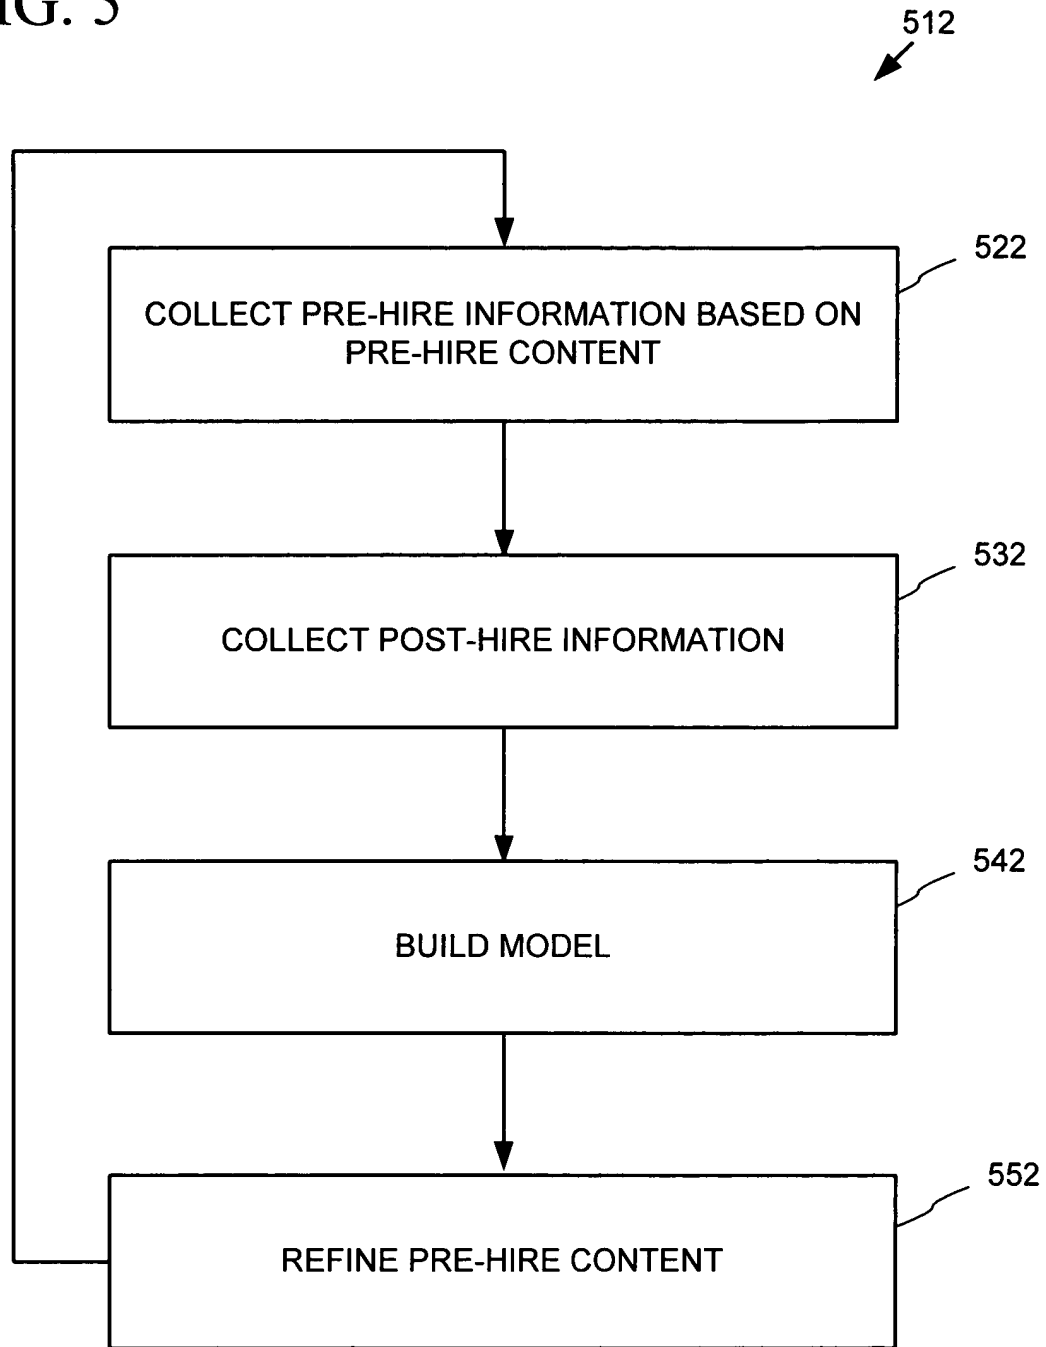 IG. 5
512
522
COLLECT PRE-HIRE INFORMATION BASED ON
PRE-HIRE CONTENT
532
COLLECT POST-HIRE INFORMATION
542
BUILD MODEL
552
REFINE PRE-HIRE CONTENT